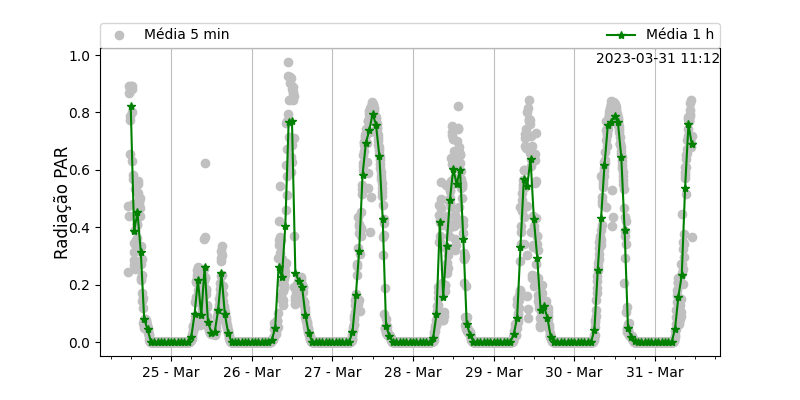 Média 5 min
Média 1 h
2023-03-31 11:12
Radiação PAR
1.0
0.8
0.6
0.4
0.2
0.0
25 - Mar
26 - Mar
27 - Mar
28 - Mar
29 - Mar
30 - Mar
31 - Mar